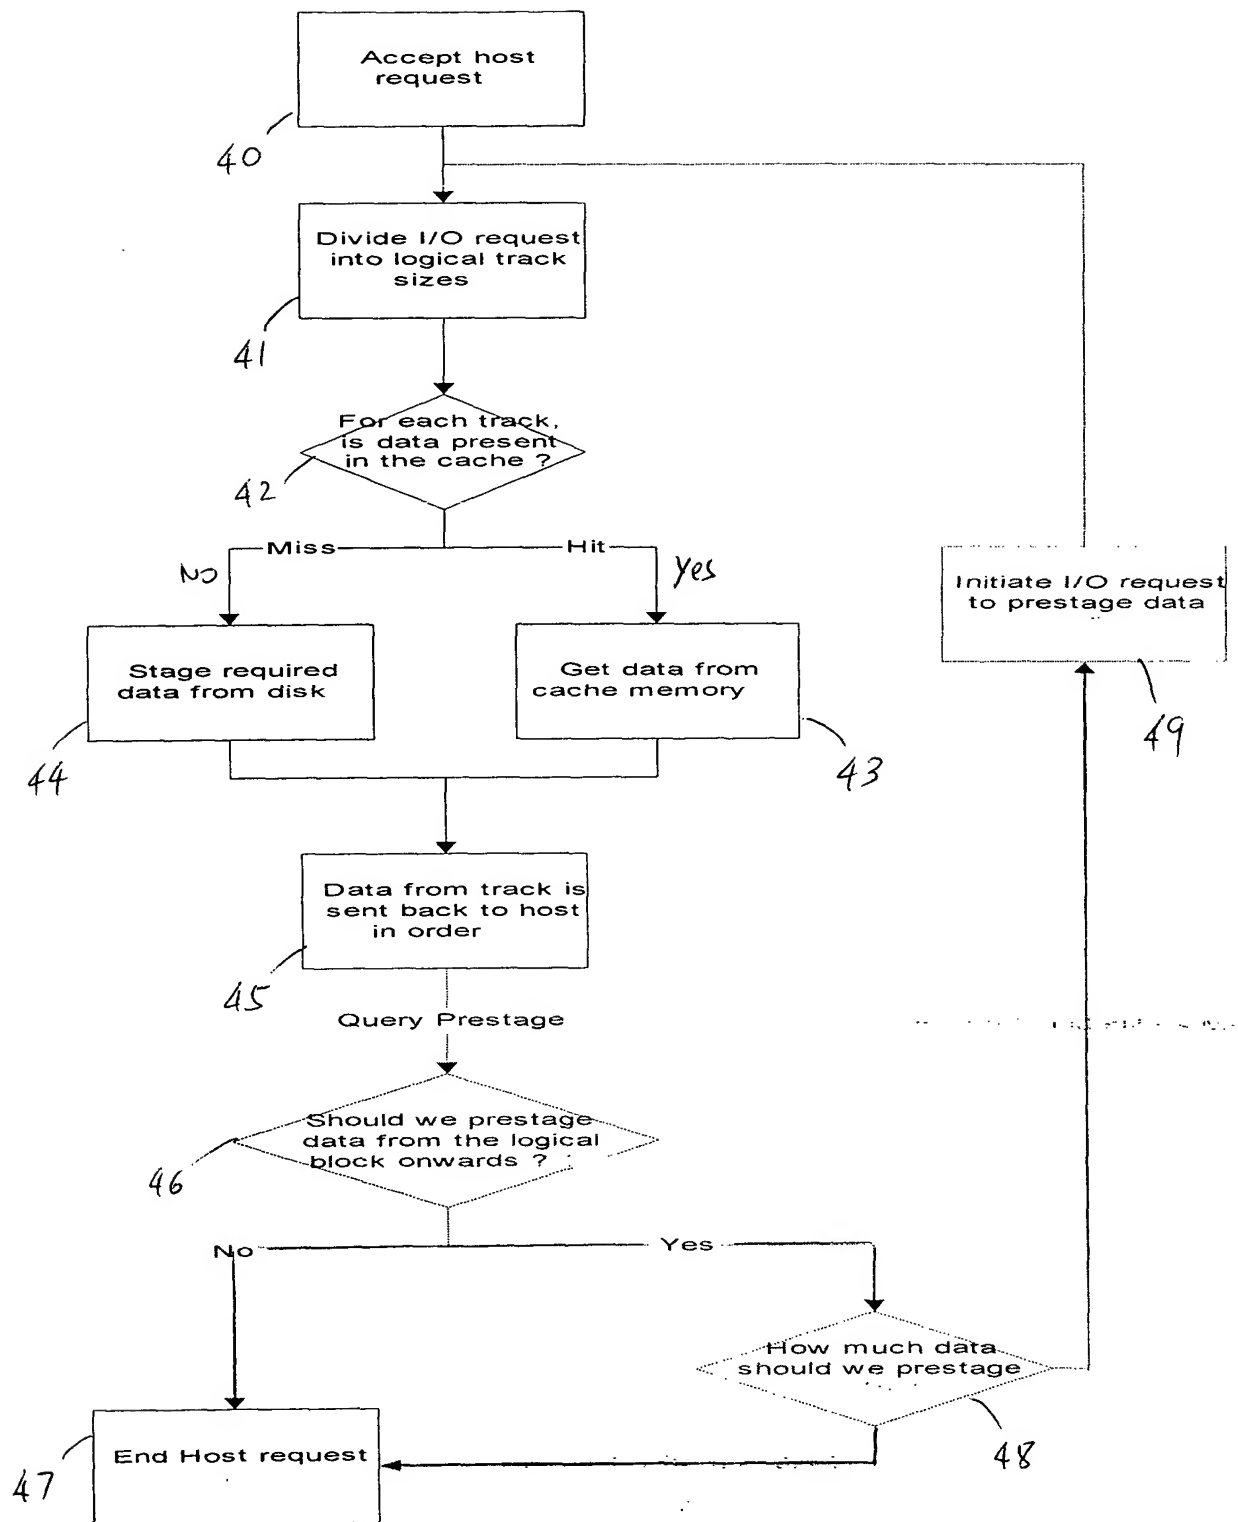 Accept host
request
40
Divide I/O request
into logical track
sizes
41
For each track,
is data present
in the cache ?
42
Miss
Hit
No
Yes
Initiate I/O request
to prestage data
49
Stage required
data from disk
44
Get data from
cache memory
43
Data from track is
sent back to host
in order
45
Query Prestage
Should we prestage
data from the logical
block onwards ?
46
No
Yes
How much data
should we prestage
48
End Host request
47